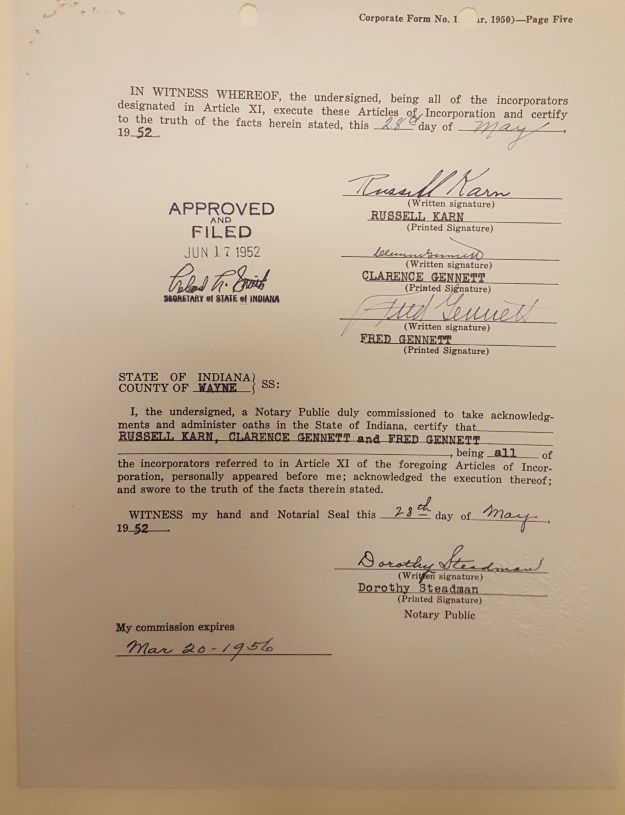 Corporate Form No. 1 ar. 1950)—Page Five
IN WITNESS WHEREOF, the undersigned, being all of the incorporators
designated in Article XI, execute these Articles of Incorporation and certify
to the truth of the facts herein stated, this 28th day of May,
1952.
Russell Karn
(Written signature)
RUSSELL KARN
(Printed Signature)
APPROVED
AND
FILED
JUN 17 1952
SECRETARY of STATE of INDIANA
Clarence Gennett
(Written signature)
CLARENCE GENNETT
(Printed Signature)
Fred Gennett
(Written signature)
FRED GENNETT
(Printed Signature)
STATE OF INDIANA}
COUNTY OF WAYNE } SS:
I, the undersigned, a Notary Public duly commissioned to take acknowledg-
ments and administer oaths in the State of Indiana, certify that
RUSSELL KARN, CLARENCE GENNETT and FRED GENNETT
, being all of
the incorporators referred to in Article XI of the foregoing Articles of Incor-
poration, personally appeared before me; acknowledged the execution thereof;
and swore to the truth of the facts therein stated.
WITNESS my hand and Notarial Seal this 28th day of May,
1952.
Dorothy Steadman
(Written signature)
Dorothy Steadman
(Printed Signature)
Notary Public
My commission expires
Mar 20-1956